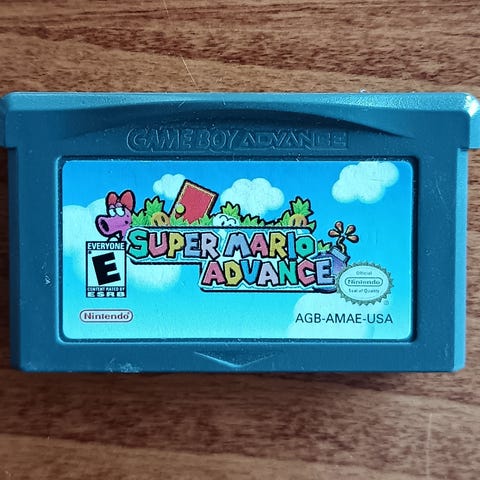 GAME BOY ADVANCE
SUPER MARIO
ADVANCE
EVERYONE
E
CONTENT RATED BY
ESRB
Nintendo
Official
Nintendo
Seal of Quality
AGB-AMAE-USA